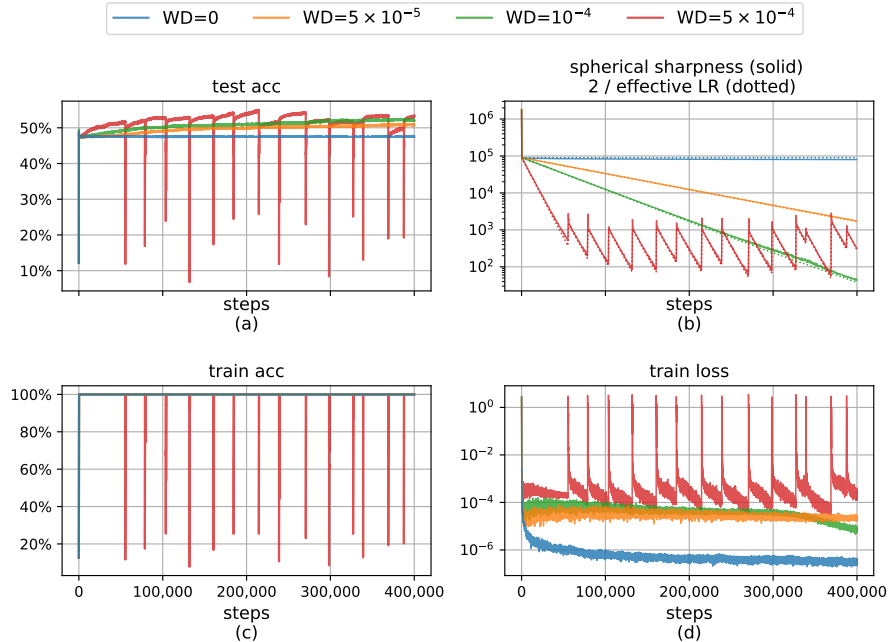 WD=0 WD=5 × 10⁻⁵ WD=10⁻⁴ WD=5 × 10⁻⁴
test acc
50%
40%
30%
20%
10%
steps
(a)
spherical sharpness (solid)
2 / effective LR (dotted)
10⁶
10⁵
10⁴
10³
10²
steps
(b)
train acc
100%
80%
60%
40%
20%
0 100,000 200,000 300,000 400,000
steps
(c)
train loss
10⁰
10⁻²
10⁻⁴
10⁻⁶
0 100,000 200,000 300,000 400,000
steps
(d)